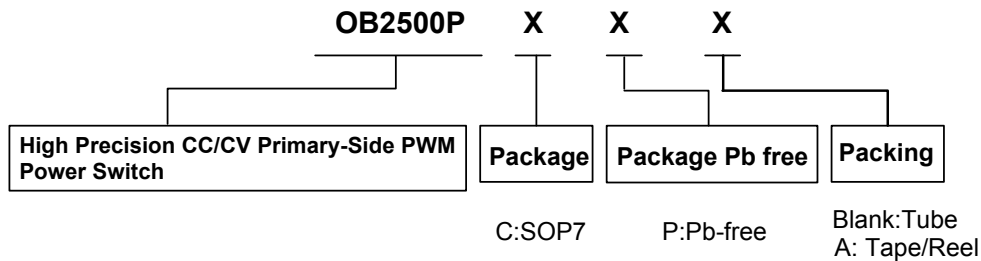 OB2500P X X X
High Precision CC/CV Primary-Side PWM
Power Switch
Package
Package Pb free
Packing
C:SOP7
P:Pb-free
Blank:Tube
A: Tape/Reel